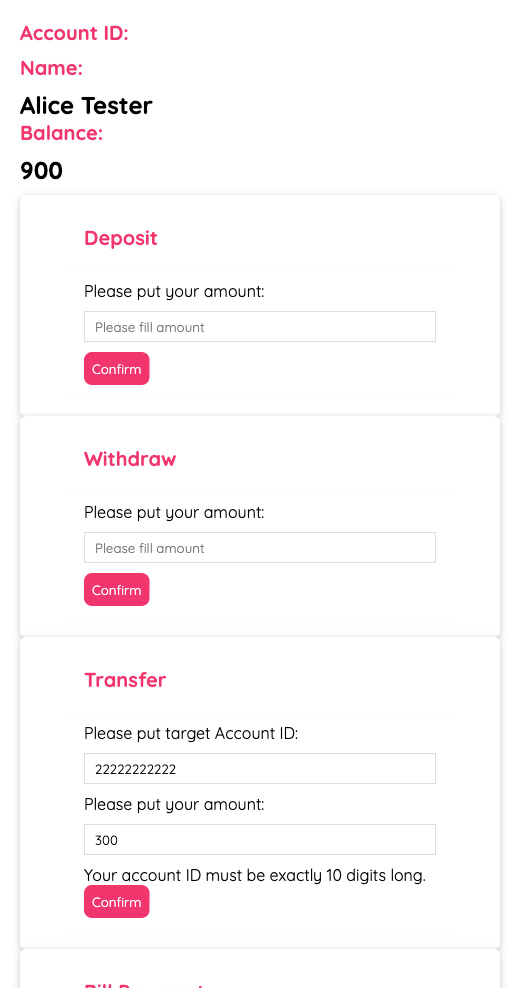 Account ID:
Name:
Alice Tester
Balance:
900
Deposit
Please put your amount:
Please fill amount
Confirm
Withdraw
Please put your amount:
Please fill amount
Confirm
Transfer
Please put target Account ID:
22222222222
Please put your amount:
300
Your account ID must be exactly 10 digits long.
Confirm